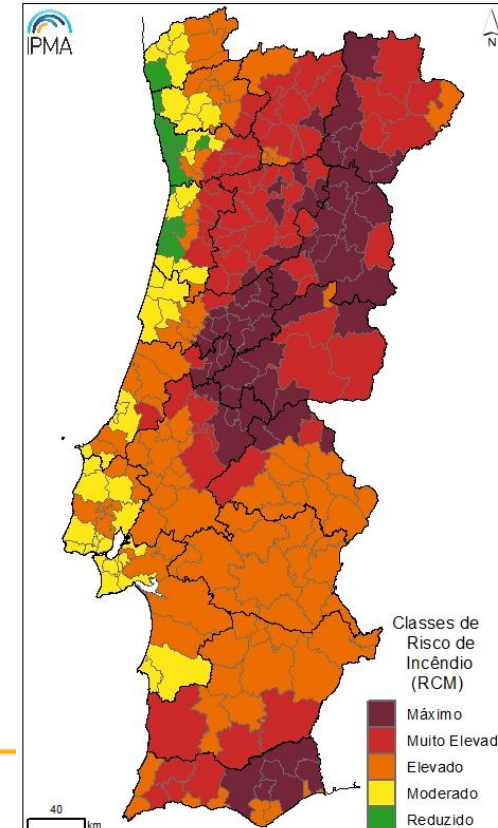 IPMA
N
Classes de
Risco de
Incêndio
(RCM)
Máximo
Muito Elevad
Elevado
Moderado
Reduzido
40
km